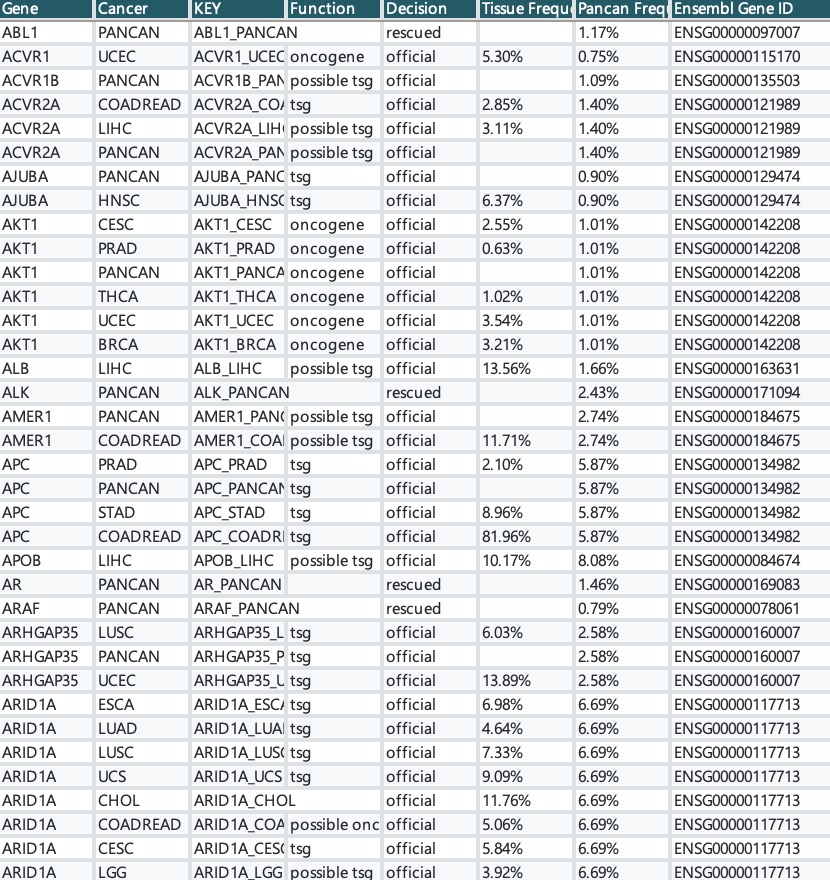 Gene Cancer KEY Function Decision Tissue Frequ Pancan Freq Ensembl Gene ID
ABL1 PANCAN ABL1_PANCAN rescued 1.17% ENSG00000097007
ACVR1 UCEC ACVR1_UCEC oncogene official 5.30% 0.75% ENSG00000115170
ACVR1B PANCAN ACVR1B_PAN possible tsg official 1.09% ENSG00000135503
ACVR2A COADREAD ACVR2A_COA tsg official 2.85% 1.40% ENSG00000121989
ACVR2A LIHC ACVR2A_LIH possible tsg official 3.11% 1.40% ENSG00000121989
ACVR2A PANCAN ACVR2A_PAN possible tsg official 1.40% ENSG00000121989
AJUBA PANCAN AJUBA_PANC tsg official 0.90% ENSG00000129474
AJUBA HNSC AJUBA_HNSC tsg official 6.37% 0.90% ENSG00000129474
AKT1 CESC AKT1_CESC oncogene official 2.55% 1.01% ENSG00000142208
AKT1 PRAD AKT1_PRAD oncogene official 0.63% 1.01% ENSG00000142208
AKT1 PANCAN AKT1_PANCA oncogene official 1.01% ENSG00000142208
AKT1 THCA AKT1_THCA oncogene official 1.02% 1.01% ENSG00000142208
AKT1 UCEC AKT1_UCEC oncogene official 3.54% 1.01% ENSG00000142208
AKT1 BRCA AKT1_BRCA oncogene official 3.21% 1.01% ENSG00000142208
ALB LIHC ALB_LIHC possible tsg official 13.56% 1.66% ENSG00000163631
ALK PANCAN ALK_PANCAN rescued 2.43% ENSG00000171094
AMER1 PANCAN AMER1_PANC possible tsg official 2.74% ENSG00000184675
AMER1 COADREAD AMER1_COAI possible tsg official 11.71% 2.74% ENSG00000184675
APC PRAD APC_PRAD tsg official 2.10% 5.87% ENSG00000134982
APC PANCAN APC_PANCAN tsg official 5.87% ENSG00000134982
APC STAD APC_STAD tsg official 8.96% 5.87% ENSG00000134982
APC COADREAD APC_COADRI tsg official 81.96% 5.87% ENSG00000134982
APOB LIHC APOB_LIHC possible tsg official 10.17% 8.08% ENSG00000084674
AR PANCAN AR_PANCAN rescued 1.46% ENSG00000169083
ARAF PANCAN ARAF_PANCAN rescued 0.79% ENSG00000078061
ARHGAP35 LUSC ARHGAP35_L tsg official 6.03% 2.58% ENSG00000160007
ARHGAP35 PANCAN ARHGAP35_P tsg official 2.58% ENSG00000160007
ARHGAP35 UCEC ARHGAP35_U tsg official 13.89% 2.58% ENSG00000160007
ARID1A ESCA ARID1A_ESCA tsg official 6.98% 6.69% ENSG00000117713
ARID1A LUAD ARID1A_LUAI tsg official 4.64% 6.69% ENSG00000117713
ARID1A LUSC ARID1A_LUSC tsg official 7.33% 6.69% ENSG00000117713
ARID1A UCS ARID1A_UCS tsg official 9.09% 6.69% ENSG00000117713
ARID1A CHOL ARID1A_CHOL official 11.76% 6.69% ENSG00000117713
ARID1A COADREAD ARID1A_COA possible onc official 5.06% 6.69% ENSG00000117713
ARID1A CESC ARID1A_CESC tsg official 5.84% 6.69% ENSG00000117713
ARID1A LGG ARID1A_LGG possible tsg official 3.92% 6.69% ENSG00000117713